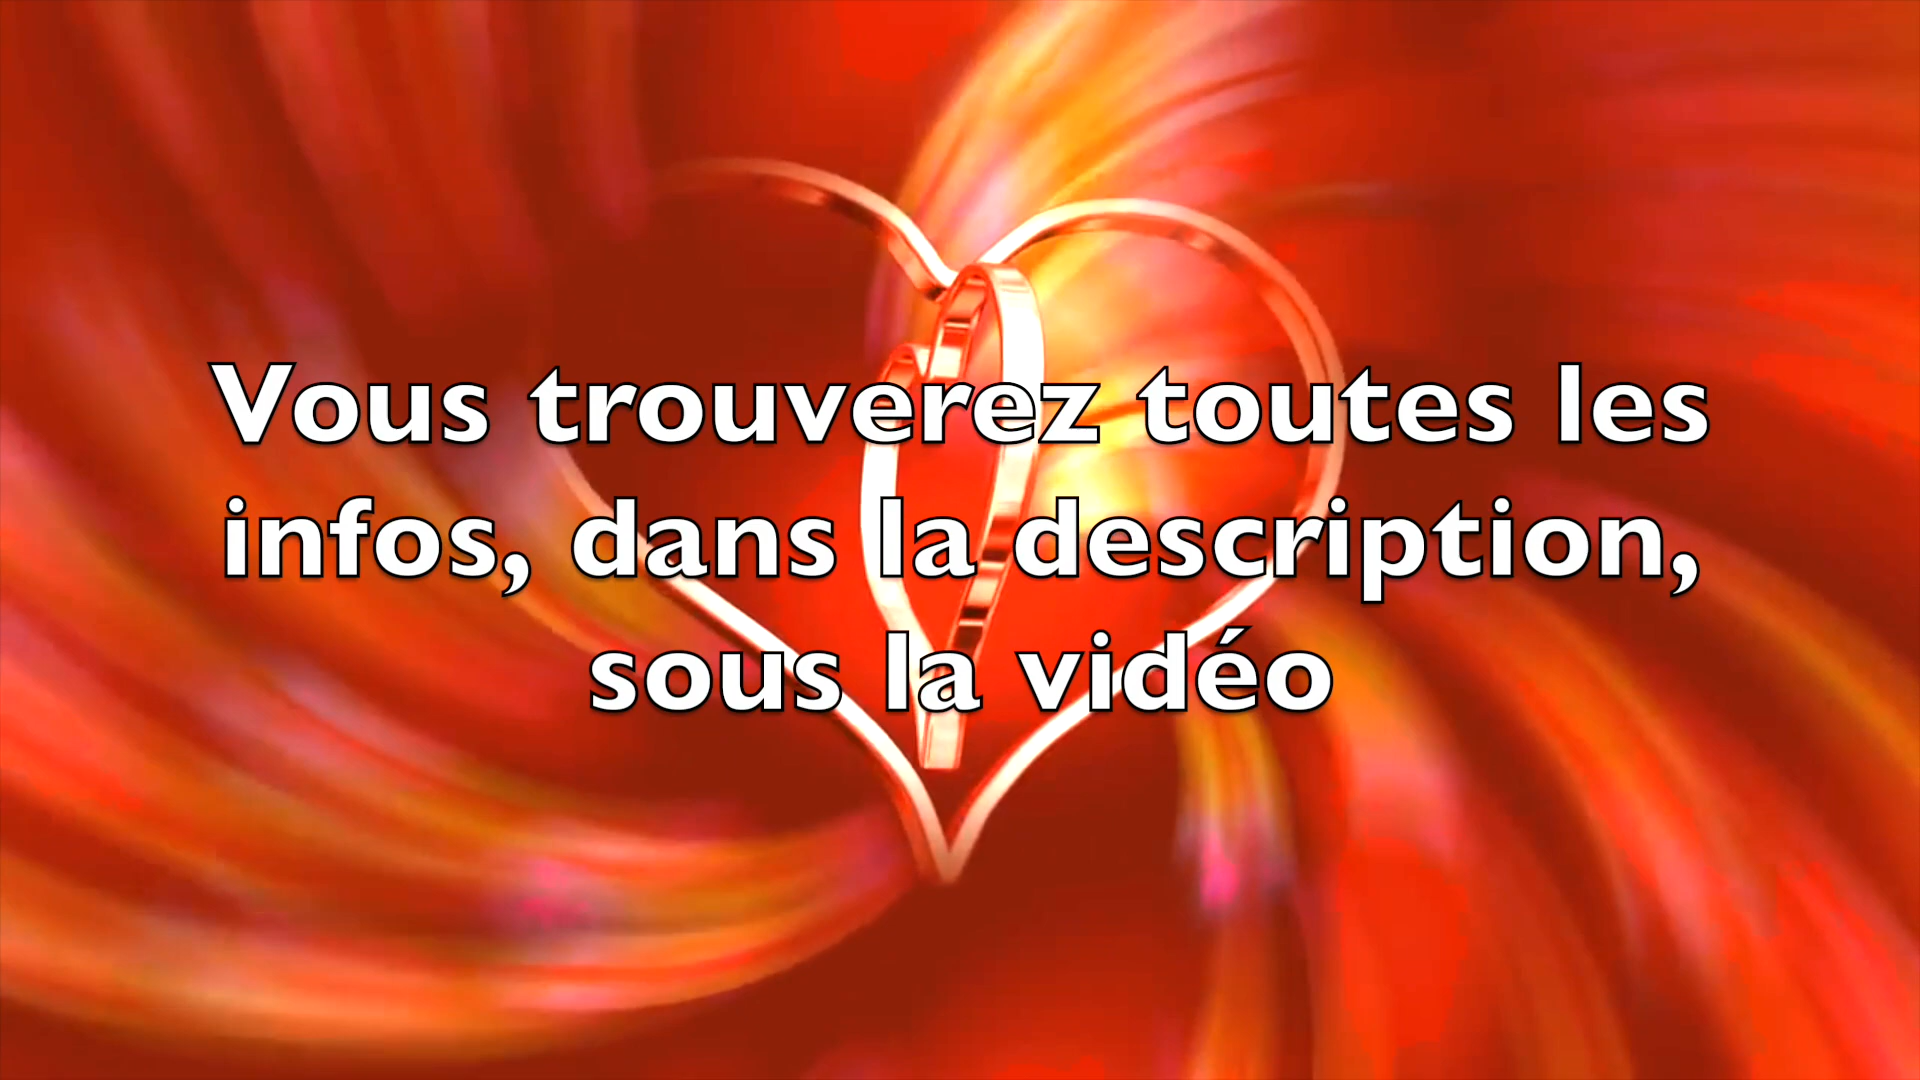 Vous trouverez toutes les
infos, dans la description,
sous la vidéo